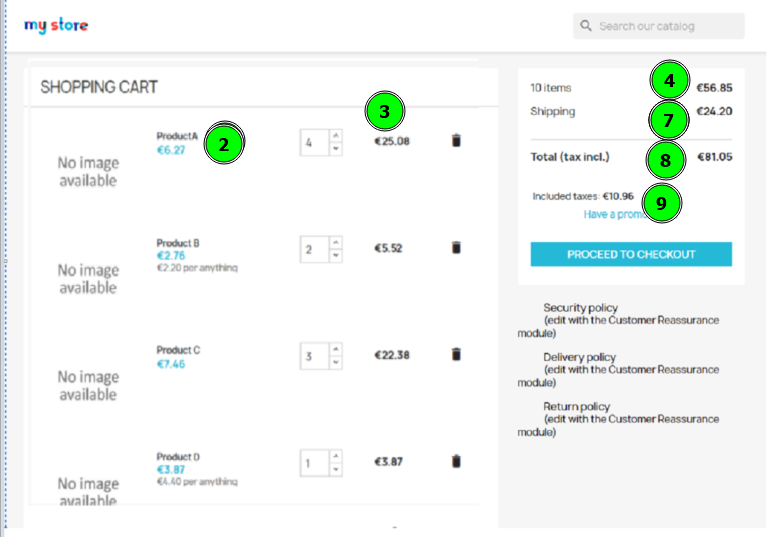 my store
Search our catalog
SHOPPING CART
No image
available
ProductA
€6.27
2
4
3
€25.08
No image
available
Product B
€2.76
€2.20 per anything
2
€5.52
No image
available
Product C
€7.46
3
€22.38
No image
available
Product D
€3.87
€4.40 per anything
1
€3.87
10 items
4
€56.85
Shipping
7
€24.20
Total (tax incl.)
8
€81.05
Included taxes: €10.96
9
Have a promo
PROCEED TO CHECKOUT
Security policy
(edit with the Customer Reassurance
module)
Delivery policy
(edit with the Customer Reassurance
module)
Return policy
(edit with the Customer Reassurance
module)